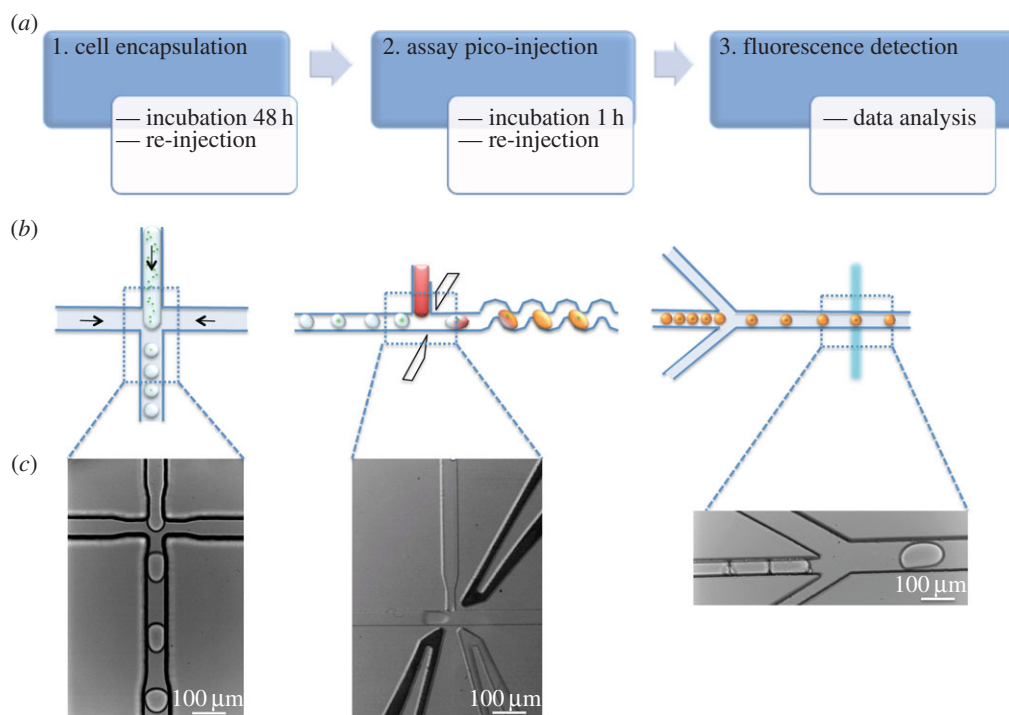 (a)
1. cell encapsulation
2. assay pico-injection
3. fluorescence detection
— incubation 48 h
— re-injection
— incubation 1 h
— re-injection
— data analysis
(b)
(c)
100 µm
100 µm
100 µm